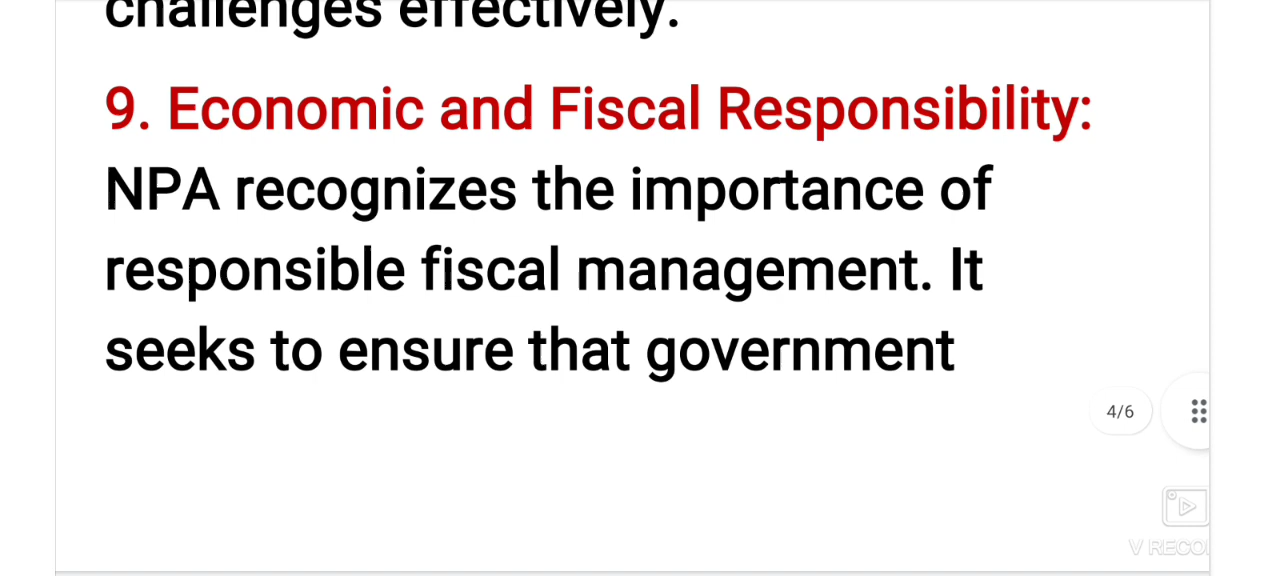 challenges effectively.
9. Economic and Fiscal Responsibility:
NPA recognizes the importance of
responsible fiscal management. It
seeks to ensure that government
4/6
V RECO